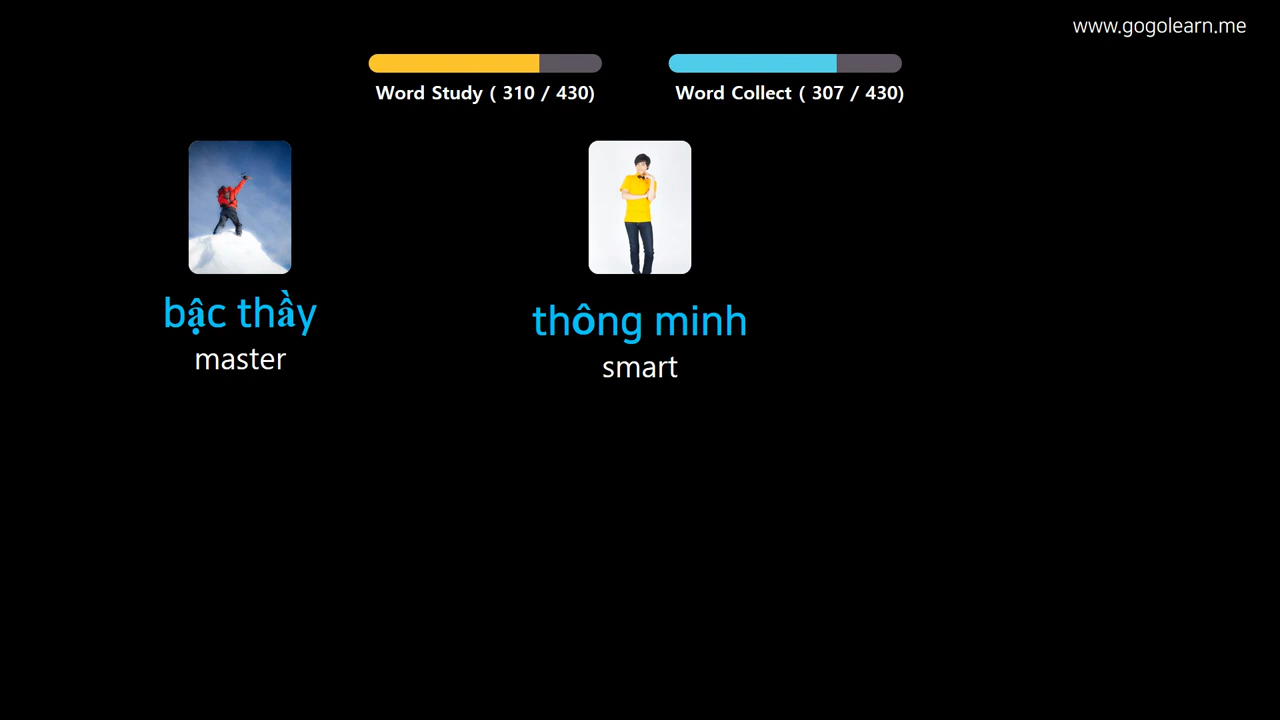 www.gogolearn.me
Word Study ( 310 / 430)
Word Collect ( 307 / 430)
bậc thầy
master
thông minh
smart